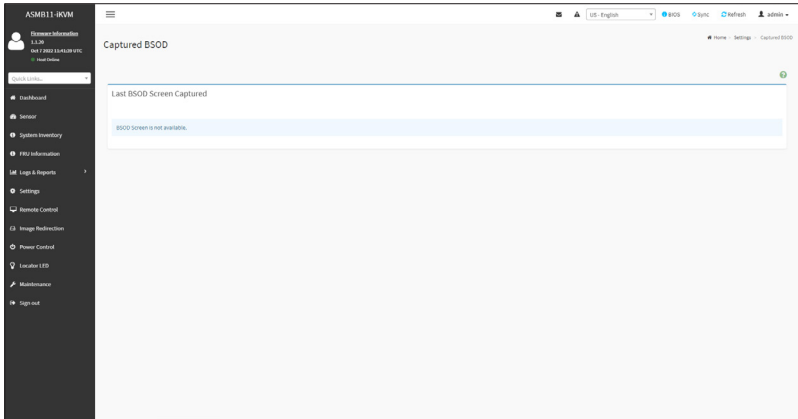 ASMB11-iKVM
US - English
BIOS
Sync
Refresh
admin
Firmware Information
1.1.20
Oct 7 2022 11:41:39 UTC
Host Online
Home - Settings - Captured BSOD
Captured BSOD
Quick Links...
Dashboard
Sensor
System Inventory
FRU Information
Logs & Reports
Settings
Remote Control
Image Redirection
Power Control
Locator LED
Maintenance
Sign out
Last BSOD Screen Captured
BSOD Screen is not available.